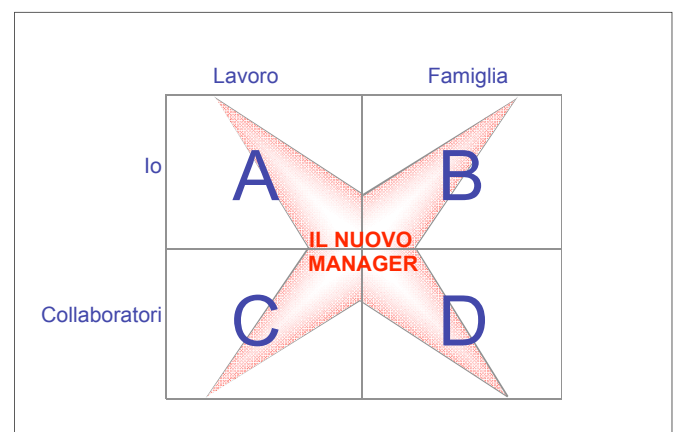 Lavoro Famiglia
Io
A B
IL NUOVO
MANAGER
Collaboratori
C D